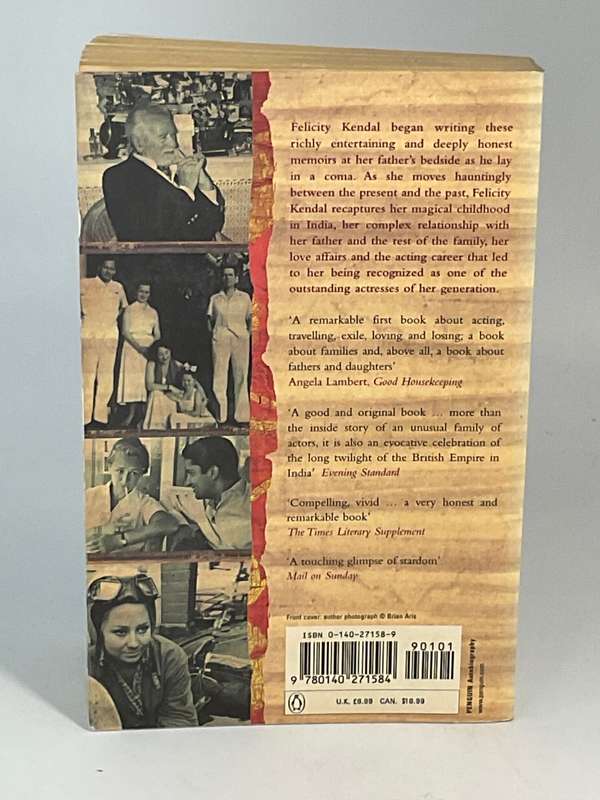 Felicity Kendal began writing these
richly entertaining and deeply honest
memoirs at her father's bedside as he lay
in a coma. As she moves hauntingly
between the present and the past, Felicity
Kendal recaptures her magical childhood
in India, her complex relationship with
her father and the rest of the family, her
love affairs and the acting career that led
to her being recognized as one of the
outstanding actresses of her generation.
'A remarkable first book about acting,
travelling, exile, loving and losing; a book
about families and, above all, a book about
fathers and daughters'
Angela Lambert, Good Housekeeping
'A good and original book ... more than
the inside story of an unusual family of
actors, it is also an evocative celebration of
the long twilight of the British Empire in
India' Evening Standard
'Compelling, vivid ... a very honest and
remarkable book'
The Times Literary Supplement
'A touching glimpse of stardom'
Mail on Sunday
Front cover: author photograph © Brian Aris
ISBN 0-140-27158-9
90101
9 780140 271584
U.K. £8.99 CAN. $18.99
PENGUIN Autobiography
www.penguin.com